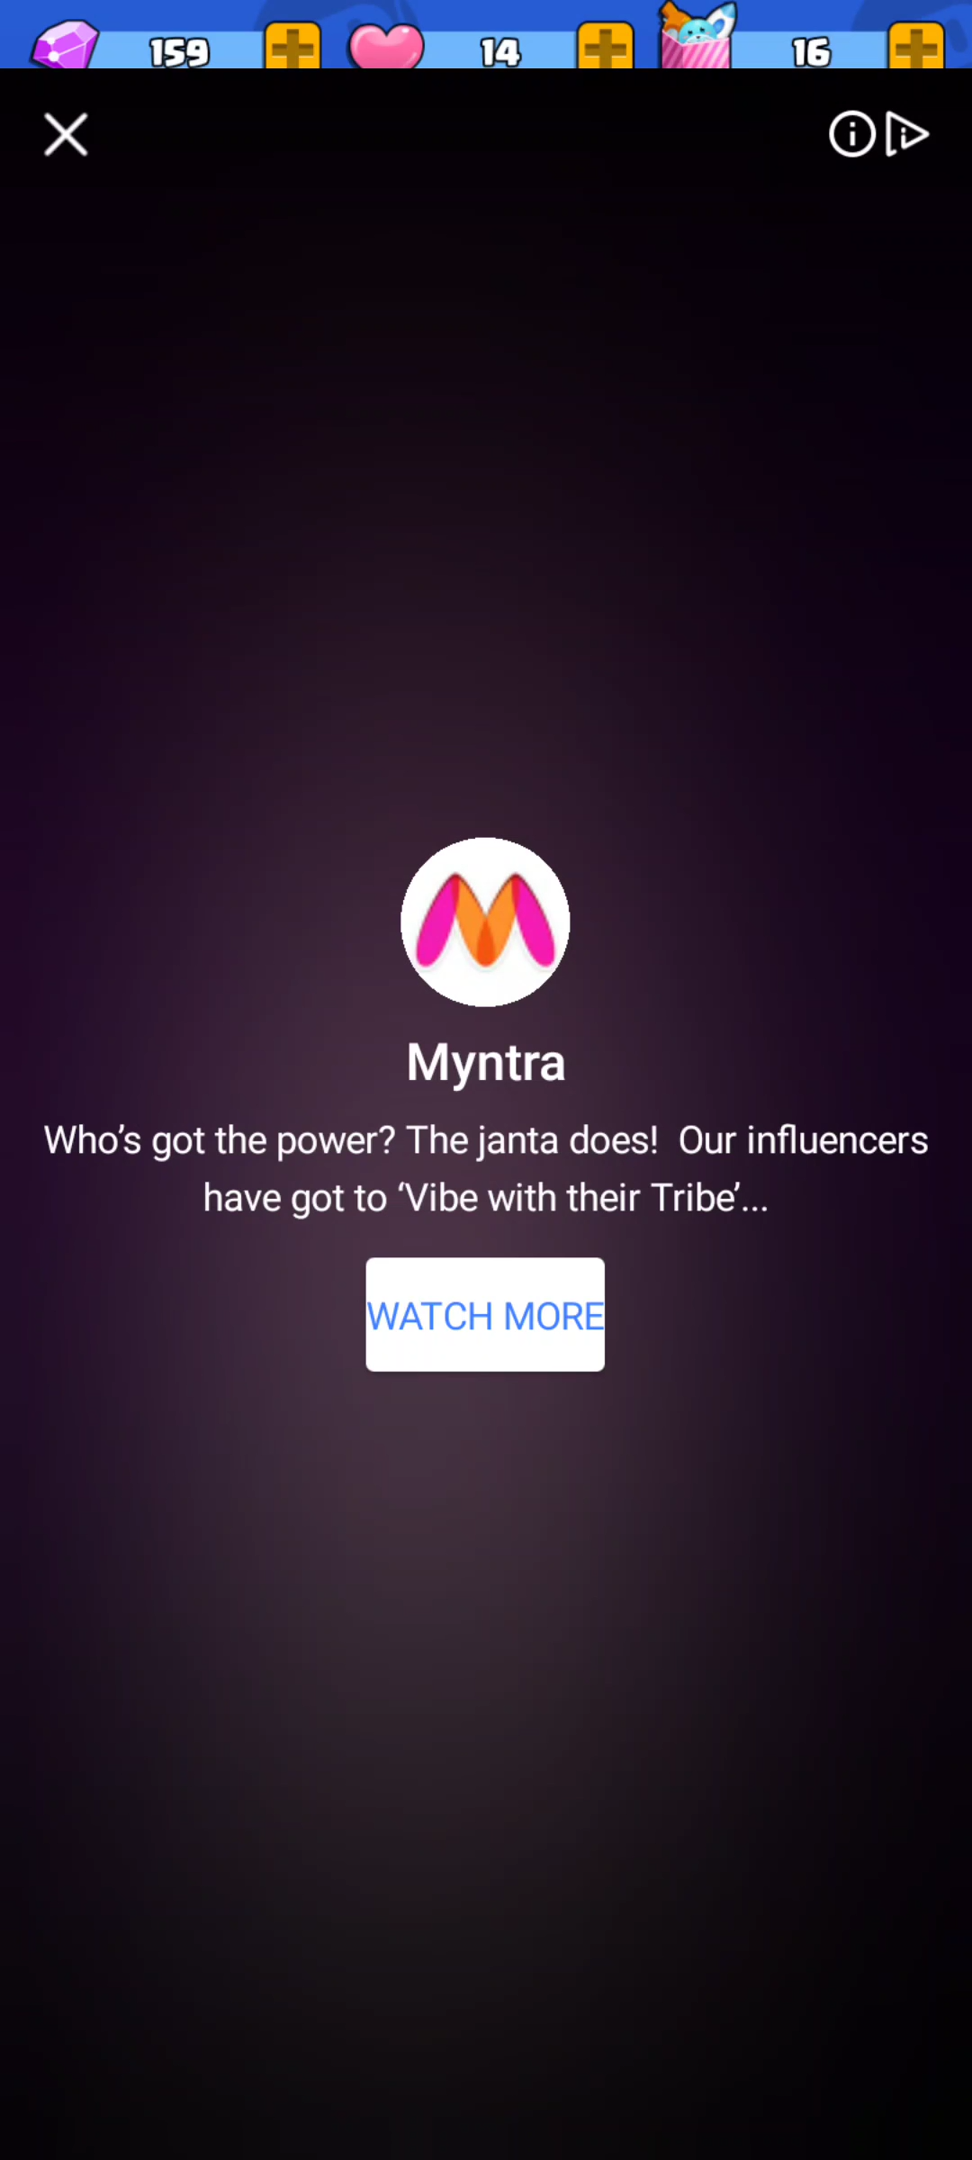 159 14 16
Myntra
Who’s got the power? The janta does!  Our influencers
have got to ‘Vibe with their Tribe’...
WATCH MORE